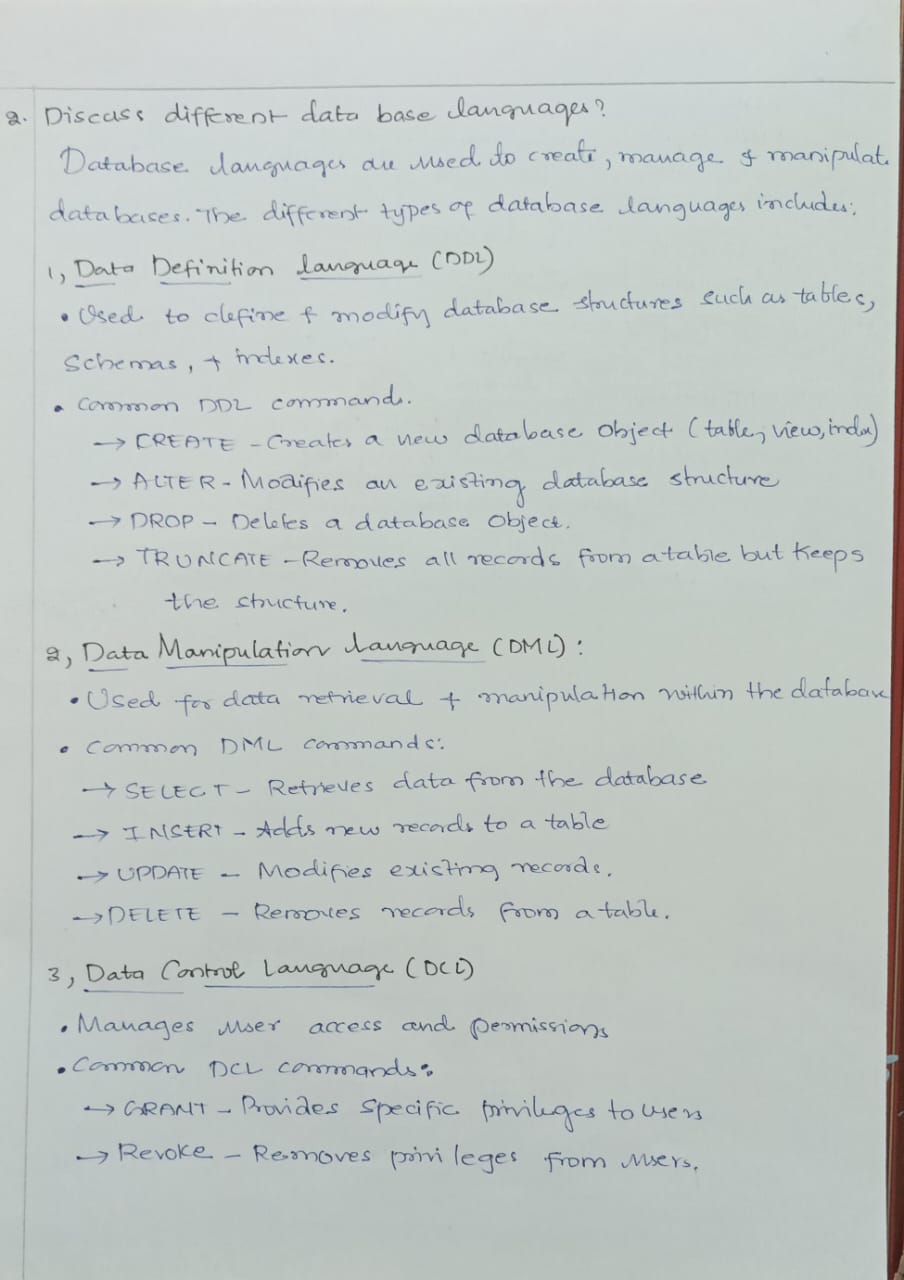 2. Discuss different data base languages?
Database languages are used to create, manage & manipulat
databases. The different types of database languages includes:
1, Data Definition language (DDL)
• Used to define & modify database structures such as tables,
Schemas, & indexes.
• Common DDL command.
→ CREATE - Creates a new database Object (table, view, index)
→ ALTER - Modifies an existing database structure
→ DROP - Deletes a database Object.
→ TRUNCATE - Removes all records from a table but keeps
the structure.
2, Data Manipulation Language (DML) :
• Used for data retrieval & manipulation within the database
• Common DML commands:
→ SELECT - Retrieves data from the database
→ INSERT - Adds new records to a table
→ UPDATE - Modifies existing records.
→ DELETE - Removes records from a table.
3, Data Control Language (DCL)
• Manages user access and permissions
• Common DCL commands:
→ GRANT - Provides specific privileges to users
→ Revoke - Removes privileges from users.